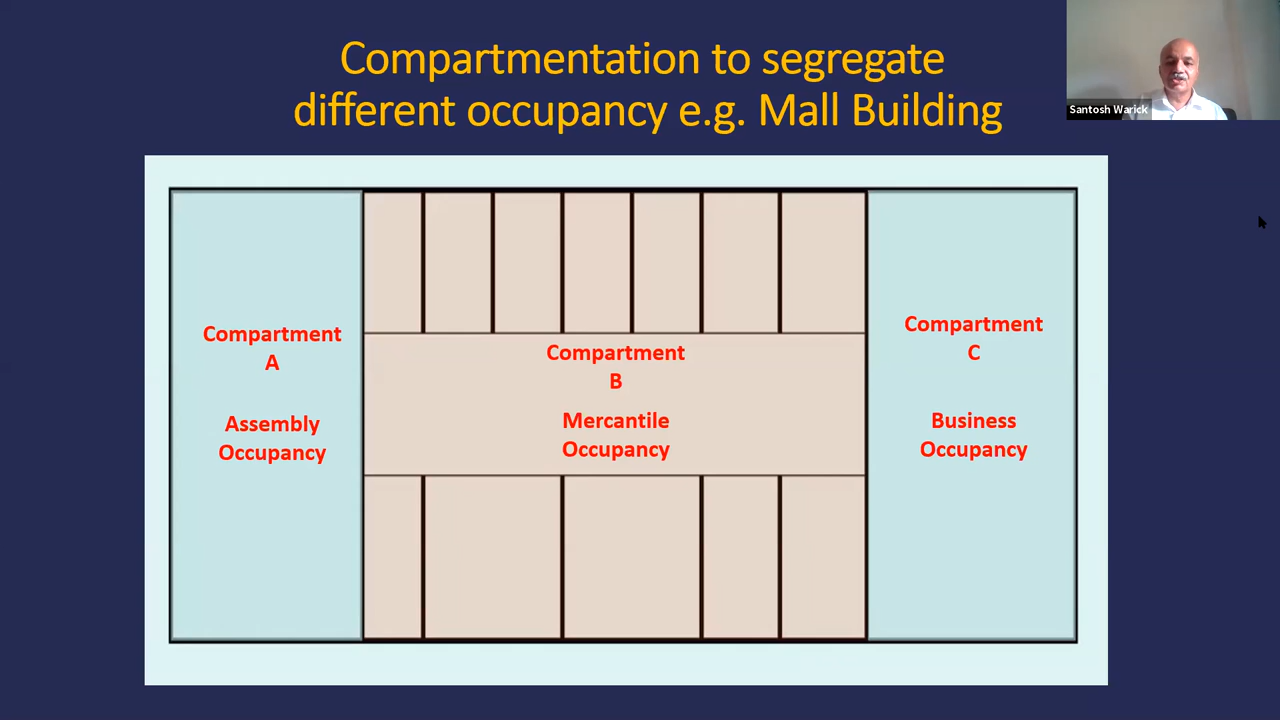 Compartmentation to segregate
different occupancy e.g. Mall Building
Santosh Warick
Compartment
A
Assembly
Occupancy
Compartment
B
Mercantile
Occupancy
Compartment
C
Business
Occupancy